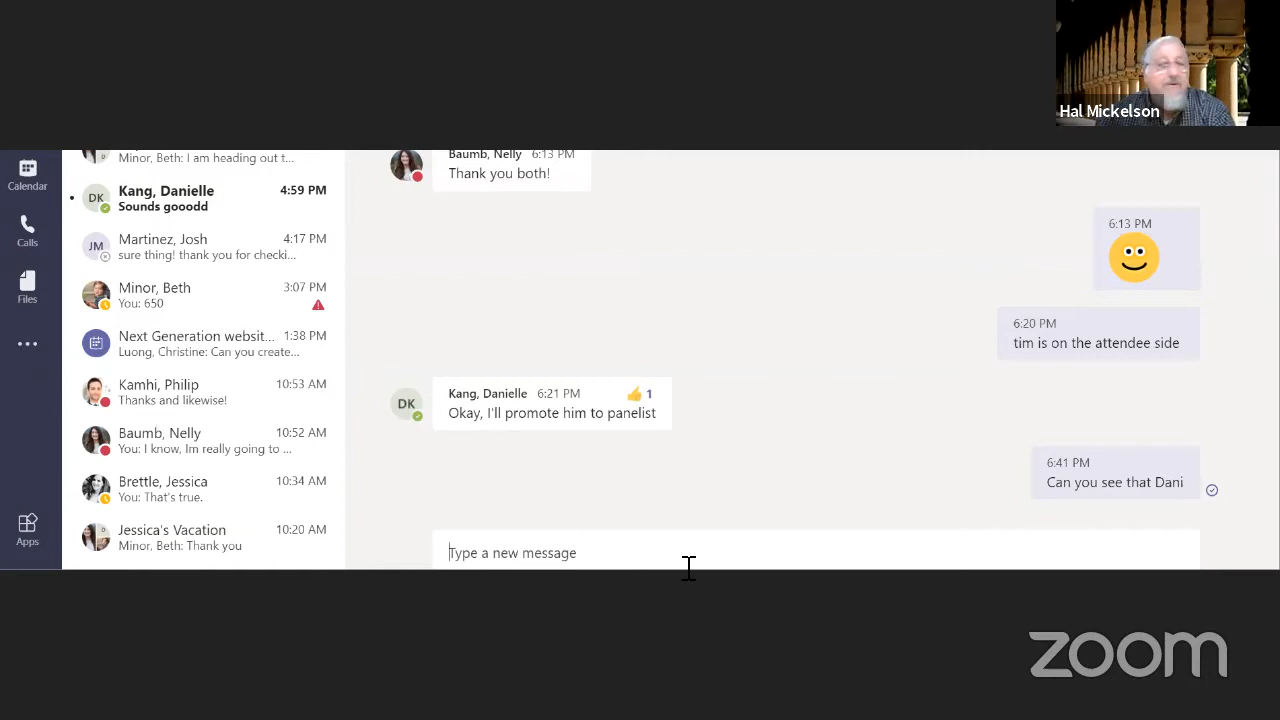 Hal Mickelson
Calendar
Calls
Files
Apps
Minor, Beth: I am heading out t...
DK
Kang, Danielle 4:59 PM
Sounds gooodd
JM
Martinez, Josh 4:17 PM
sure thing! thank you for checki...
Minor, Beth 3:07 PM
You: 650
Next Generation websit... 1:38 PM
Luong, Christine: Can you create...
Kamhi, Philip 10:53 AM
Thanks and likewise!
Baumb, Nelly 10:52 AM
You: I know, Im really going to ...
Brettle, Jessica 10:34 AM
You: That's true.
Jessica's Vacation 10:20 AM
Minor, Beth: Thank you
Baumb, Nelly 6:13 PM
Thank you both!
6:13 PM
6:20 PM
tim is on the attendee side
DK
Kang, Danielle 6:21 PM 1
Okay, I'll promote him to panelist
6:41 PM
Can you see that Dani
Type a new message
zoom